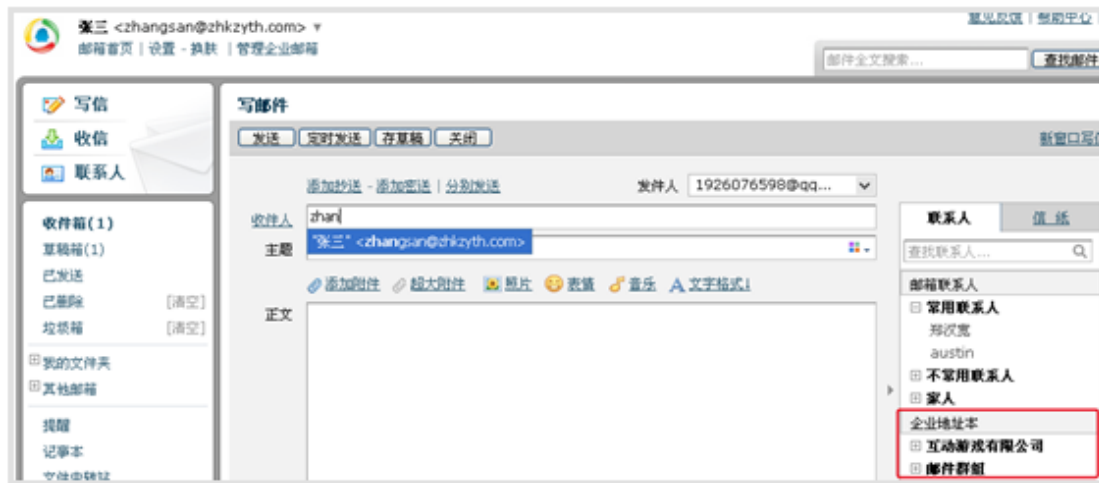 张三 <zhangsan@zhkzyth.com>
意见反馈 | 帮助中心
邮箱首页 | 设置 - 换肤 | 管理企业邮箱
邮件全文搜索... 查找邮件
写信
收信
联系人
收件箱(1)
草稿箱(1)
已发送
已删除 [清空]
垃圾箱 [清空]
我的文件夹
其他邮箱
提醒
记事本
文件中转站
写邮件
发送 定时发送 存草稿 关闭 新窗口写信
添加抄送 - 添加密送 | 分别发送 发件人 1926076598@qq...
收件人 zhan
"张三" <zhangsan@zhkzyth.com>
主题
添加附件 超大附件 照片 表情 音乐 文字格式↓
正文
联系人 信纸
查找联系人...
邮箱联系人
常用联系人
郑汉宽
austin
不常用联系人
家人
企业地址本
互动游戏有限公司
邮件群组